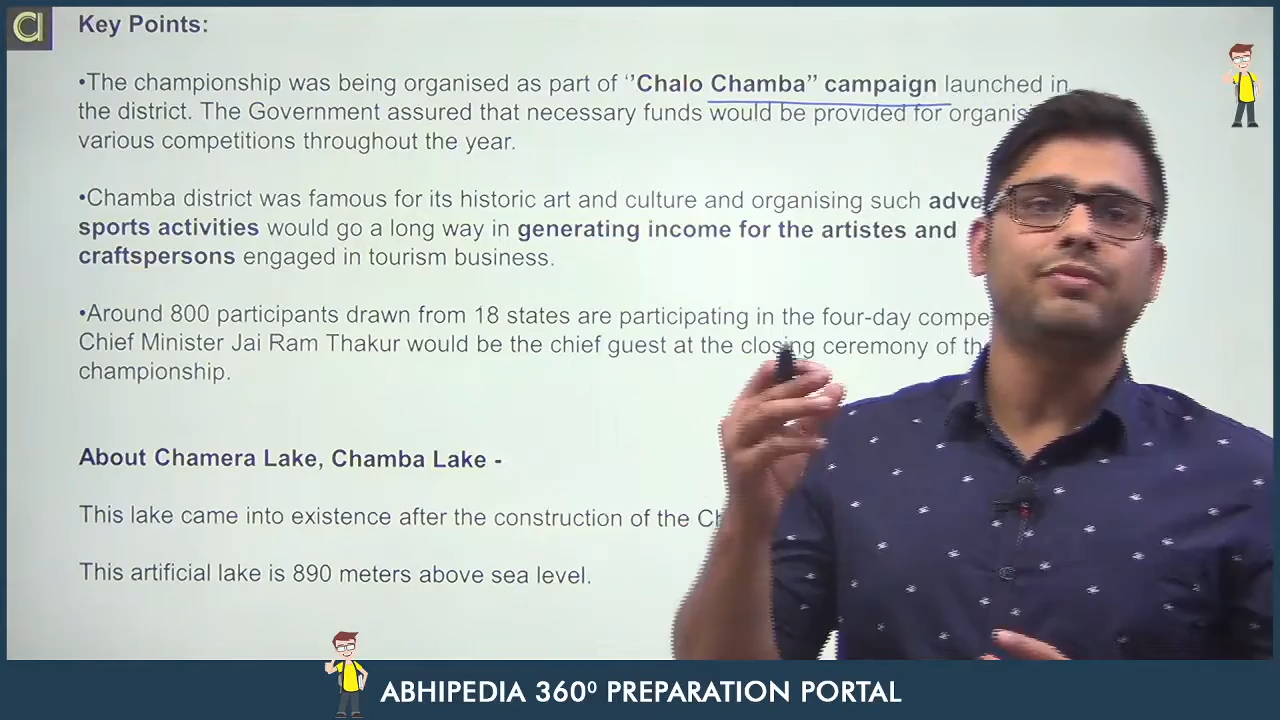 Key Points:
•The championship was being organised as part of ‘’Chalo Chamba’’ campaign launched in
the district. The Government assured that necessary funds would be provided for
various competitions throughout the year.
•Chamba district was famous for its historic art and culture and organising such
sports activities would go a long way in generating income for the artistes and
craftspersons engaged in tourism business.
•Around 800 participants drawn from 18 states are participating in the four-day
Chief Minister Jai Ram Thakur would be the chief guest at the closing ceremony of
championship.
About Chamera Lake, Chamba Lake -
This lake came into existence after the construction of the
This artificial lake is 890 meters above sea level.
ABHIPEDIA 360⁰ PREPARATION PORTAL